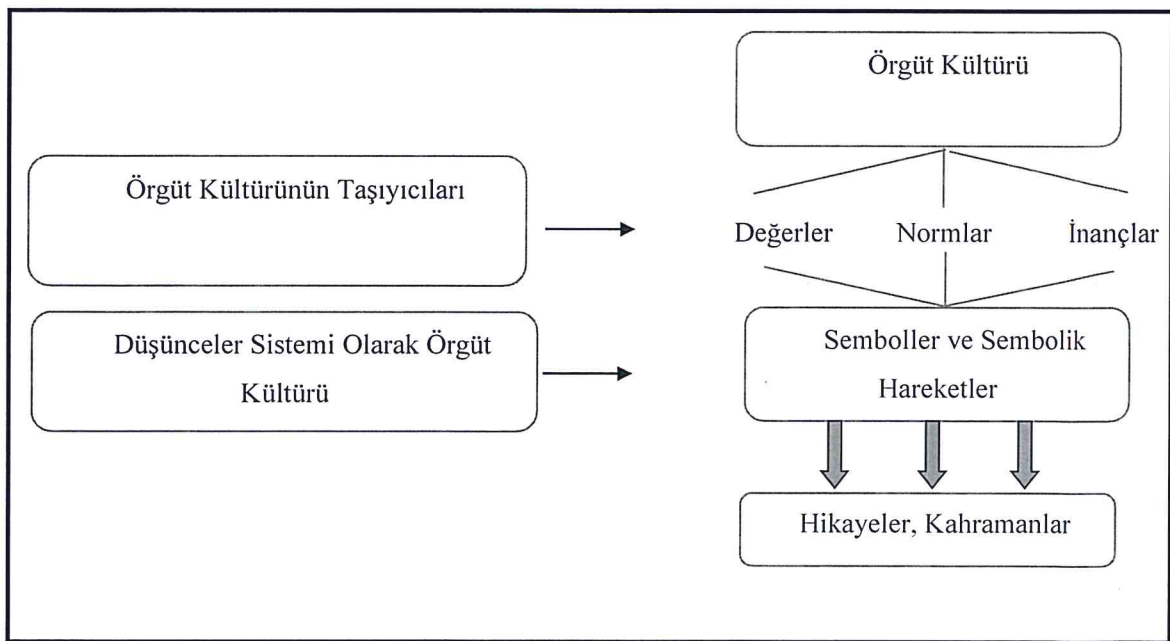 Örgüt Kültürü
Örgüt Kültürünün Taşıyıcıları
Değerler Normlar İnançlar
Düşünceler Sistemi Olarak Örgüt
Kültürü
Semboller ve Sembolik
Hareketler
Hikayeler, Kahramanlar